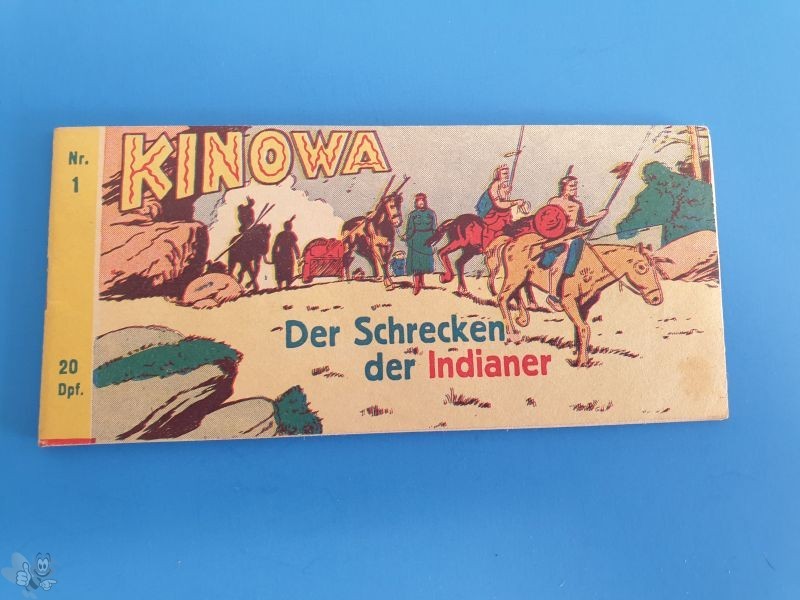 Nr.
1
KINOWA
Der Schrecken
der Indianer
20
Dpf.